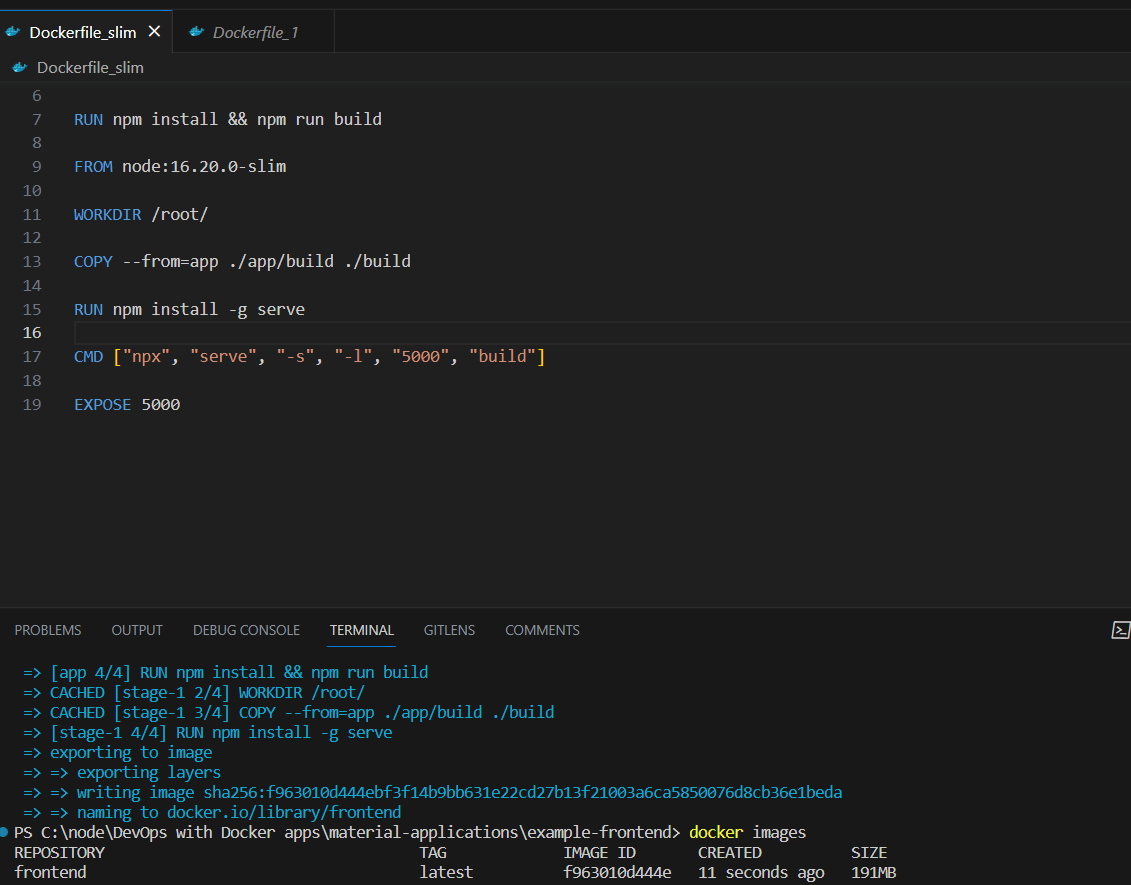 Dockerfile_slim Dockerfile_1
Dockerfile_slim
6
7 RUN npm install && npm run build
8
9 FROM node:16.20.0-slim
10
11 WORKDIR /root/
12
13 COPY --from=app ./app/build ./build
14
15 RUN npm install -g serve
16
17 CMD ["npx", "serve", "-s", "-l", "5000", "build"]
18
19 EXPOSE 5000
PROBLEMS OUTPUT DEBUG CONSOLE TERMINAL GITLENS COMMENTS
=> [app 4/4] RUN npm install && npm run build
=> CACHED [stage-1 2/4] WORKDIR /root/
=> CACHED [stage-1 3/4] COPY --from=app ./app/build ./build
=> [stage-1 4/4] RUN npm install -g serve
=> exporting to image
=> => exporting layers
=> => writing image sha256:f963010d444ebf3f14b9bb631e22cd27b13f21003a6ca5850076d8cb36e1beda
=> => naming to docker.io/library/frontend
PS C:\node\DevOps with Docker apps\material-applications\example-frontend> docker images
REPOSITORY TAG IMAGE ID CREATED SIZE
frontend latest f963010d444e 11 seconds ago 191MB